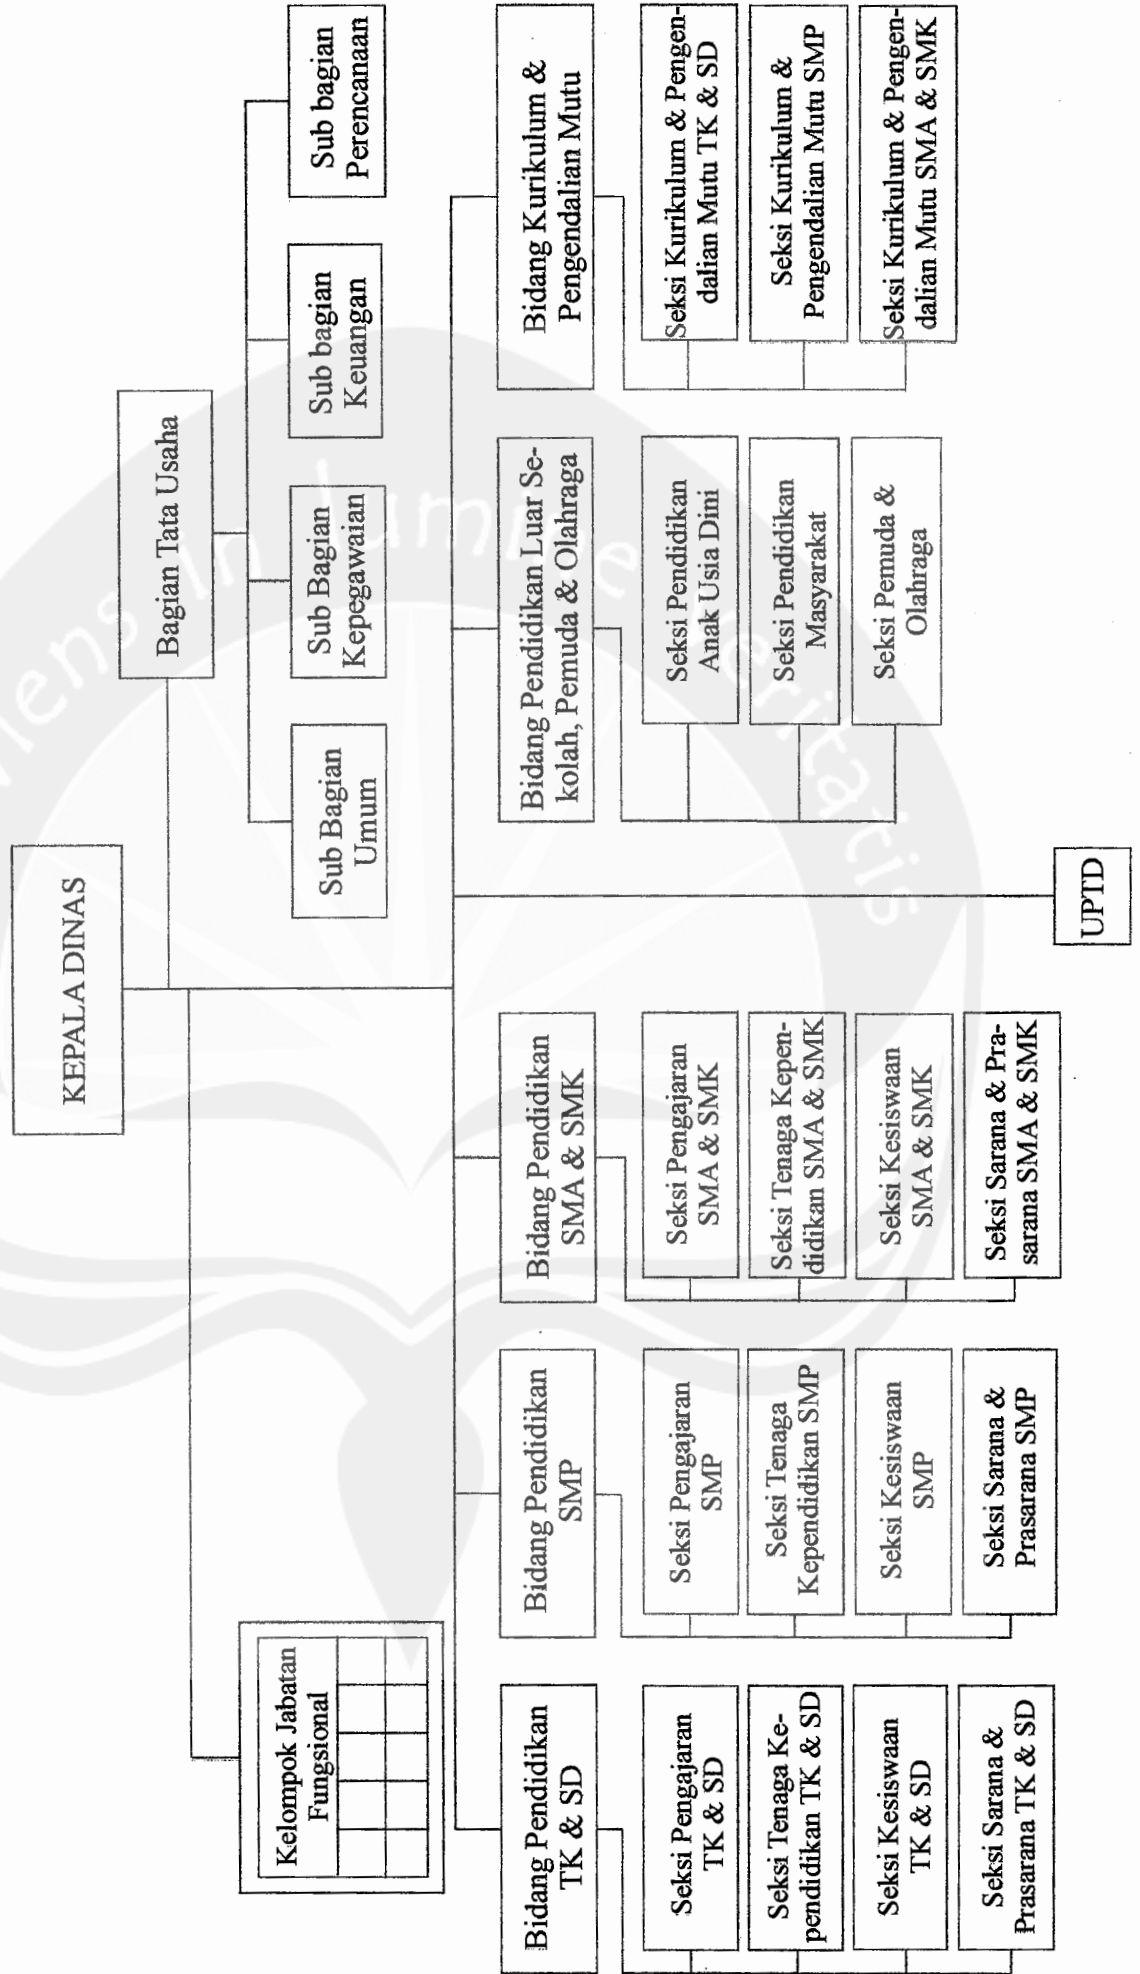 KEPALA DINAS
Bagian Tata Usaha
Kelompok Jabatan
Fungsional
Sub Bagian
Umum
Sub Bagian
Kepegawaian
Sub bagian
Keuangan
Sub bagian
Perencanaan
Bidang Pendidikan
TK & SD
Seksi Pengajaran
TK & SD
Seksi Tenaga Ke-
pendidikan TK & SD
Seksi Kesiswaan
TK & SD
Seksi Sarana &
Prasarana TK & SD
Bidang Pendidikan
SMP
Seksi Pengajaran
SMP
Seksi Tenaga
Kependidikan SMP
Seksi Kesiswaan
SMP
Seksi Sarana &
Prasarana SMP
Bidang Pendidikan
SMA & SMK
Seksi Pengajaran
SMA & SMK
Seksi Tenaga Kepen-
didikan SMA & SMK
Seksi Kesiswaan
SMA & SMK
Seksi Sarana & Pra-
sarana SMA & SMK
UPTD
Bidang Pendidikan Luar Se-
kolah, Pemuda & Olahraga
Seksi Pendidikan
Anak Usia Dini
Seksi Pendidikan
Masyarakat
Seksi Pemuda &
Olahraga
Bidang Kurikulum &
Pengendalian Mutu
Seksi Kurikulum & Pengen-
dalian Mutu TK & SD
Seksi Kurikulum &
Pengendalian Mutu SMP
Seksi Kurikulum & Pengen-
dalian Mutu SMA & SMK
in lumine veritatis